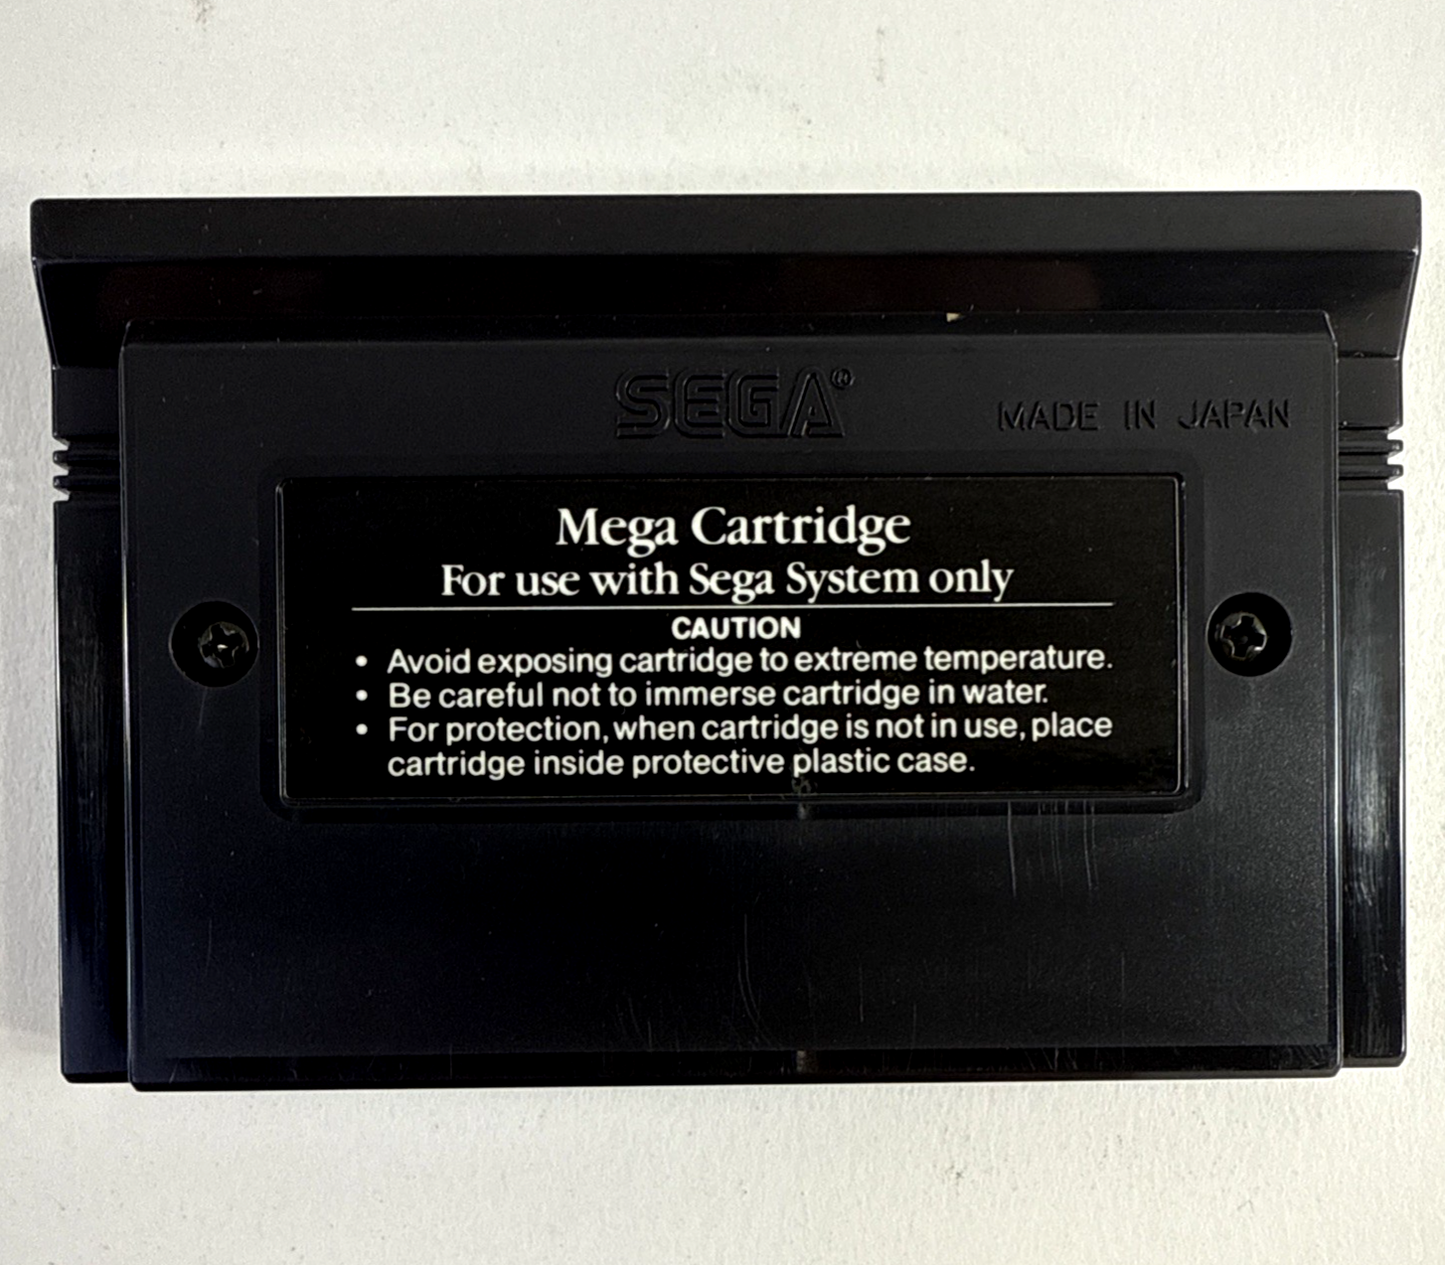 SEGA®
MADE IN JAPAN
Mega Cartridge
For use with Sega System only
CAUTION
• Avoid exposing cartridge to extreme temperature.
• Be careful not to immerse cartridge in water.
• For protection, when cartridge is not in use, place
cartridge inside protective plastic case.